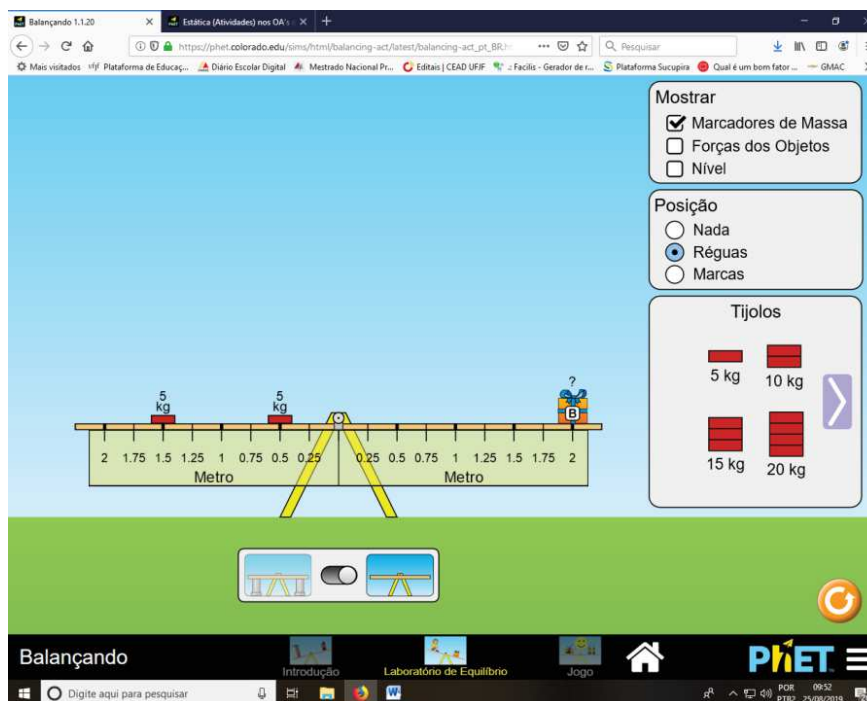 Balançando 1.1.20
Estática (Atividades) nos OA's
https://phet.colorado.edu/sims/html/balancing-act/latest/balancing-act_pt_BR.h
Pesquisar
Mais visitados
Plataforma de Educaç...
Diário Escolar Digital
Mestrado Nacional Pr...
Editais | CEAD UFJF
.: Facilis - Gerador de r...
Plataforma Sucupira
Qual é um bom fator ...
GMAC
Mostrar
Marcadores de Massa
Forças dos Objetos
Nível
Posição
Nada
Réguas
Marcas
Tijolos
5 kg 10 kg
15 kg 20 kg
5
kg
5
kg
?
B
2 1.75 1.5 1.25 1 0.75 0.5 0.25 0.25 0.5 0.75 1 1.25 1.5 1.75 2
Metro Metro
Balançando
Introdução
Laboratório de Equilíbrio
Jogo
PhET
Digite aqui para pesquisar
POR
PTB2
09:52
25/08/2019